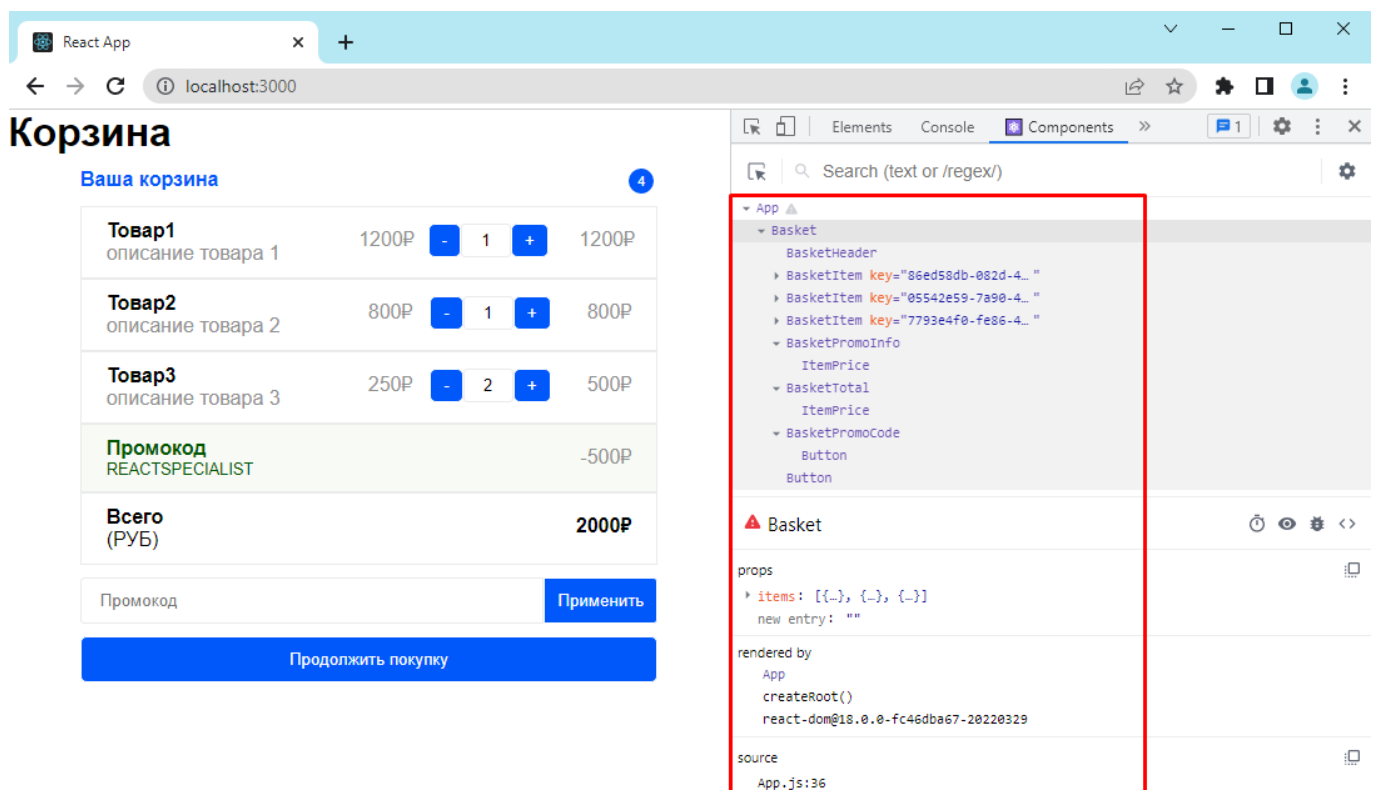 React App
localhost:3000
Корзина
Ваша корзина 4
Товар1
описание товара 1
1200₽ - 1 + 1200₽
Товар2
описание товара 2
800₽ - 1 + 800₽
Товар3
описание товара 3
250₽ - 2 + 500₽
Промокод
REACTSPECIALIST
-500₽
Всего
(РУБ)
2000₽
Промокод Применить
Продолжить покупку
Elements Console Components » 1
Search (text or /regex/)
App
Basket
BasketHeader
BasketItem key="86ed58db-082d-4…"
BasketItem key="05542e59-7a90-4…"
BasketItem key="7793e4f0-fe86-4…"
BasketPromoInfo
ItemPrice
BasketTotal
ItemPrice
BasketPromoCode
Button
Button
Basket
props
items: [{…}, {…}, {…}]
new entry: ""
rendered by
App
createRoot()
react-dom@18.0.0-fc46dba67-20220329
source
App.js:36